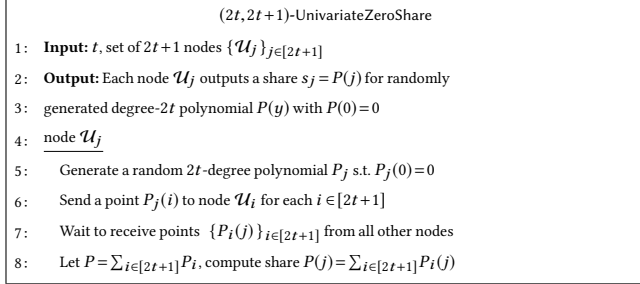 (2t, 2t+1)-UnivariateZeroShare
1: Input: t, set of 2t+1 nodes {𝒰_j}_{j∈[2t+1]}
2: Output: Each node 𝒰_j outputs a share s_j = P(j) for randomly
3: generated degree-2t polynomial P(y) with P(0)=0
4: node 𝒰_j
5: Generate a random 2t-degree polynomial P_j s.t. P_j(0)=0
6: Send a point P_j(i) to node 𝒰_i for each i∈[2t+1]
7: Wait to receive points {P_i(j)}_{i∈[2t+1]} from all other nodes
8: Let P=∑_{i∈[2t+1]} P_i, compute share P(j)=∑_{i∈[2t+1]} P_i(j)